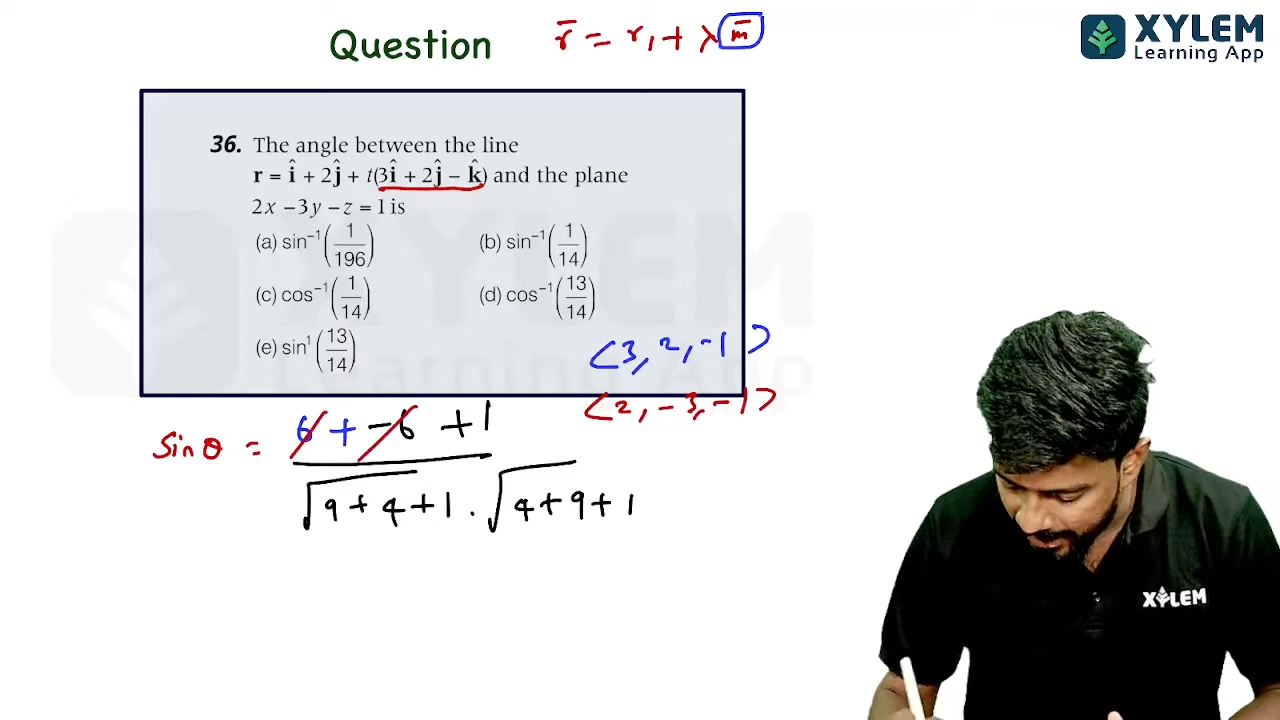 Question
r̄ = r₁ + λ m̄
XYLEM
Learning App
36. The angle between the line
r = î + 2ĵ + t(3î + 2ĵ − k̂) and the plane
2x −3y −z = 1 is
(a) sin⁻¹(1/196) (b) sin⁻¹(1/14)
(c) cos⁻¹(1/14) (d) cos⁻¹(13/14)
(e) sin¹(13/14)
<3, 2, -1>
<2, -3, -1>
sin θ = (6 + -6 + 1) / (√9+4+1 . √4+9+1)
XYLEM
Learning App
XYLEM